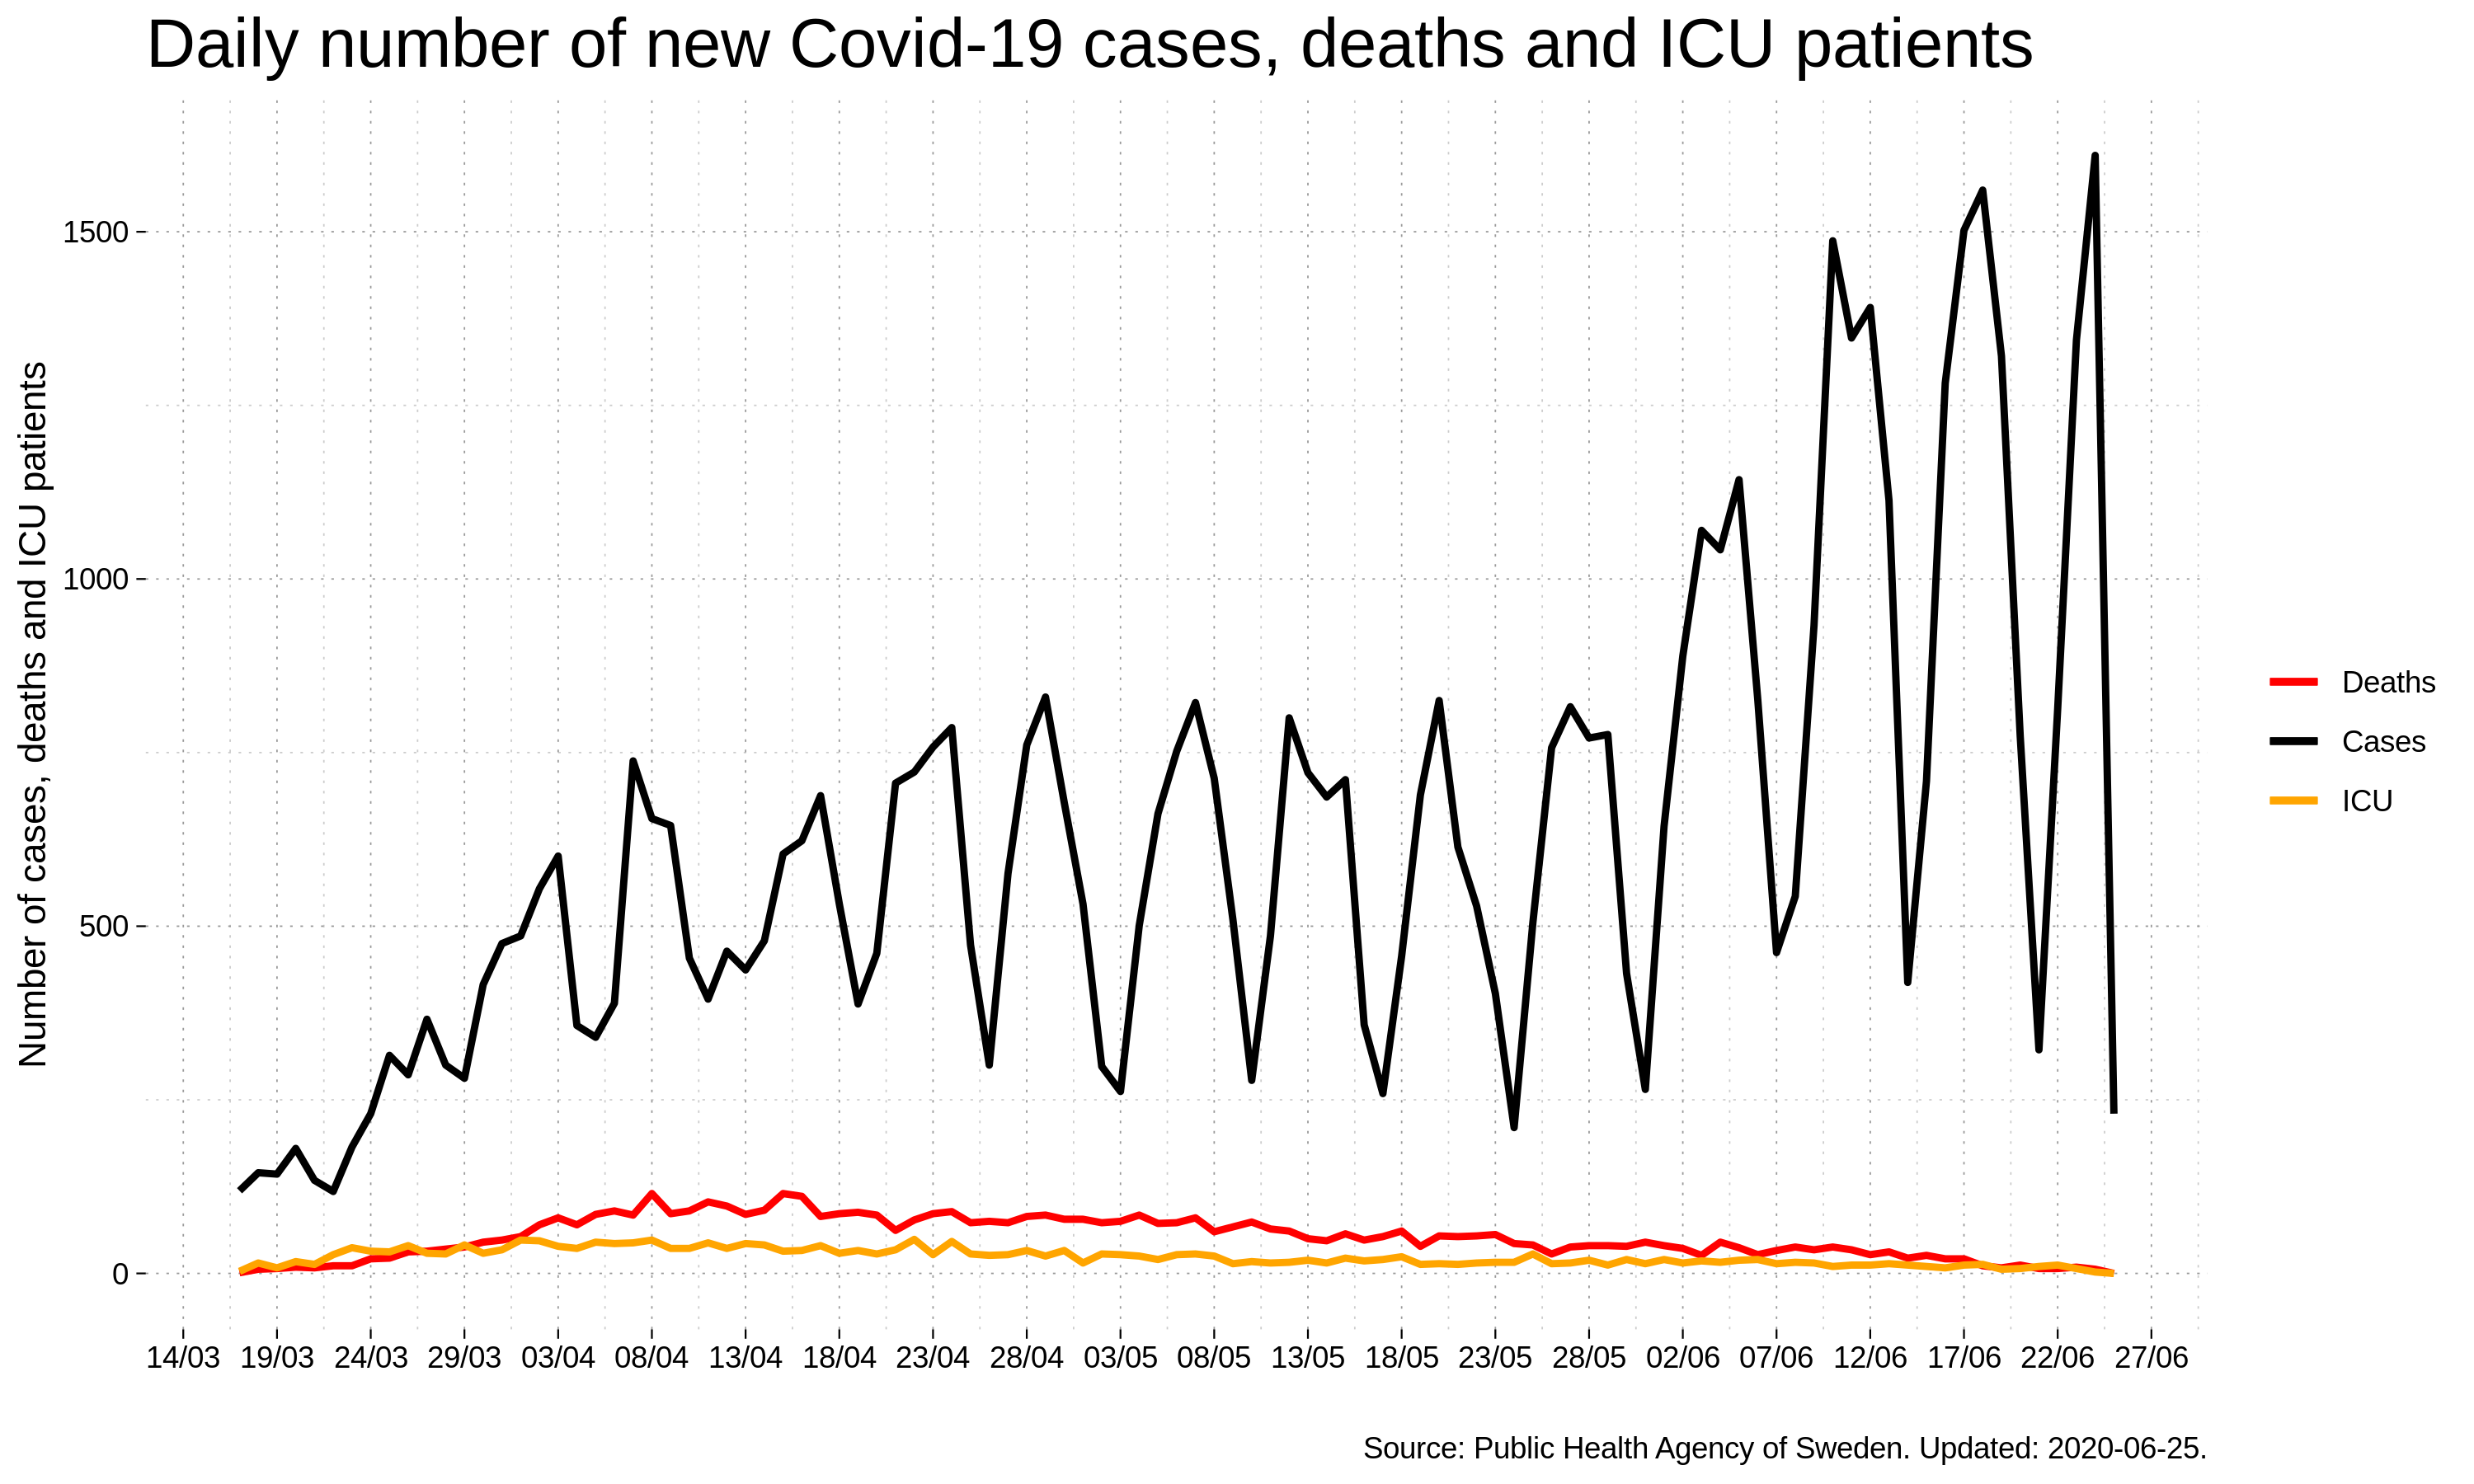 Daily number of new Covid-19 cases, deaths and ICU patients
Number of cases, deaths and ICU patients
1500
1000
500
0
Deaths
Cases
ICU
14/03 19/03 24/03 29/03 03/04 08/04 13/04 18/04 23/04 28/04 03/05 08/05 13/05 18/05 23/05 28/05 02/06 07/06 12/06 17/06 22/06 27/06
Source: Public Health Agency of Sweden. Updated: 2020-06-25.